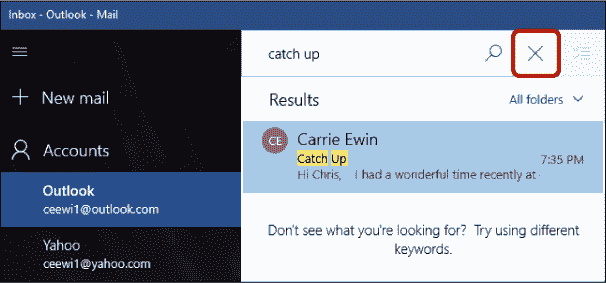 Inbox - Outlook - Mail
catch up
New mail
Results
All folders
CE
Carrie Ewin
Accounts
Catch Up
7:35 PM
Hi Chris, I had a wonderful time recently at
Outlook
ceewi1@outlook.com
Yahoo
ceewi1@yahoo.com
Don't see what you're looking for? Try using different
keywords.